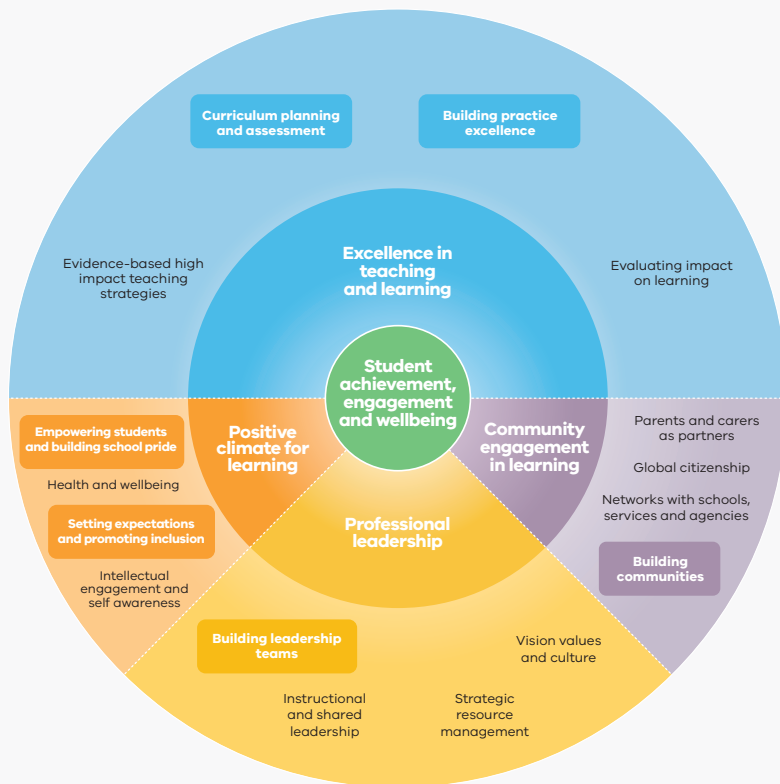 Curriculum planning
and assessment
Building practice
excellence
Evidence-based high
impact teaching
strategies
Excellence in
teaching
and learning
Evaluating impact
on learning
Student
achievement,
engagement
and wellbeing
Empowering students
and building school pride
Health and wellbeing
Setting expectations
and promoting inclusion
Intellectual
engagement and
self awareness
Positive
climate for
learning
Community
engagement
in learning
Parents and carers
as partners
Global citizenship
Networks with schools,
services and agencies
Building
communities
Professional
leadership
Building leadership
teams
Instructional
and shared
leadership
Strategic
resource
management
Vision values
and culture